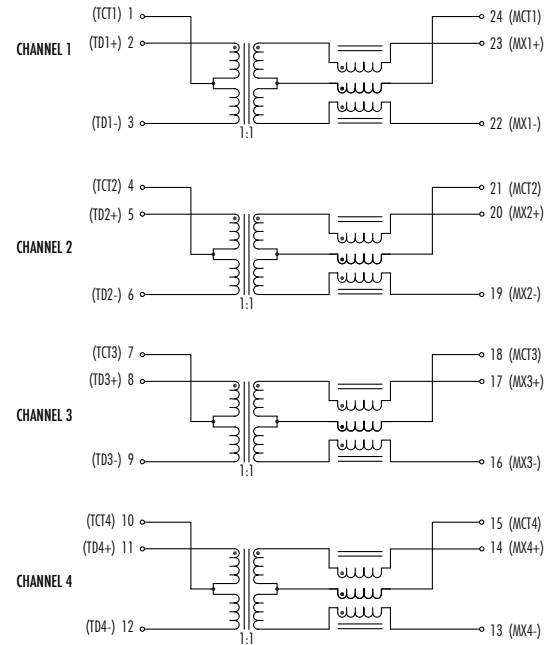 (TCT1) 1
24 (MCT1)
CHANNEL 1
(TD1+) 2
23 (MX1+)
(TD1-) 3
22 (MX1-)
1:1
(TCT2) 4
21 (MCT2)
(TD2+) 5
20 (MX2+)
CHANNEL 2
(TD2-) 6
19 (MX2-)
1:1
(TCT3) 7
18 (MCT3)
(TD3+) 8
17 (MX3+)
CHANNEL 3
(TD3-) 9
16 (MX3-)
1:1
(TCT4) 10
15 (MCT4)
(TD4+) 11
14 (MX4+)
CHANNEL 4
(TD4-) 12
13 (MX4-)
1:1